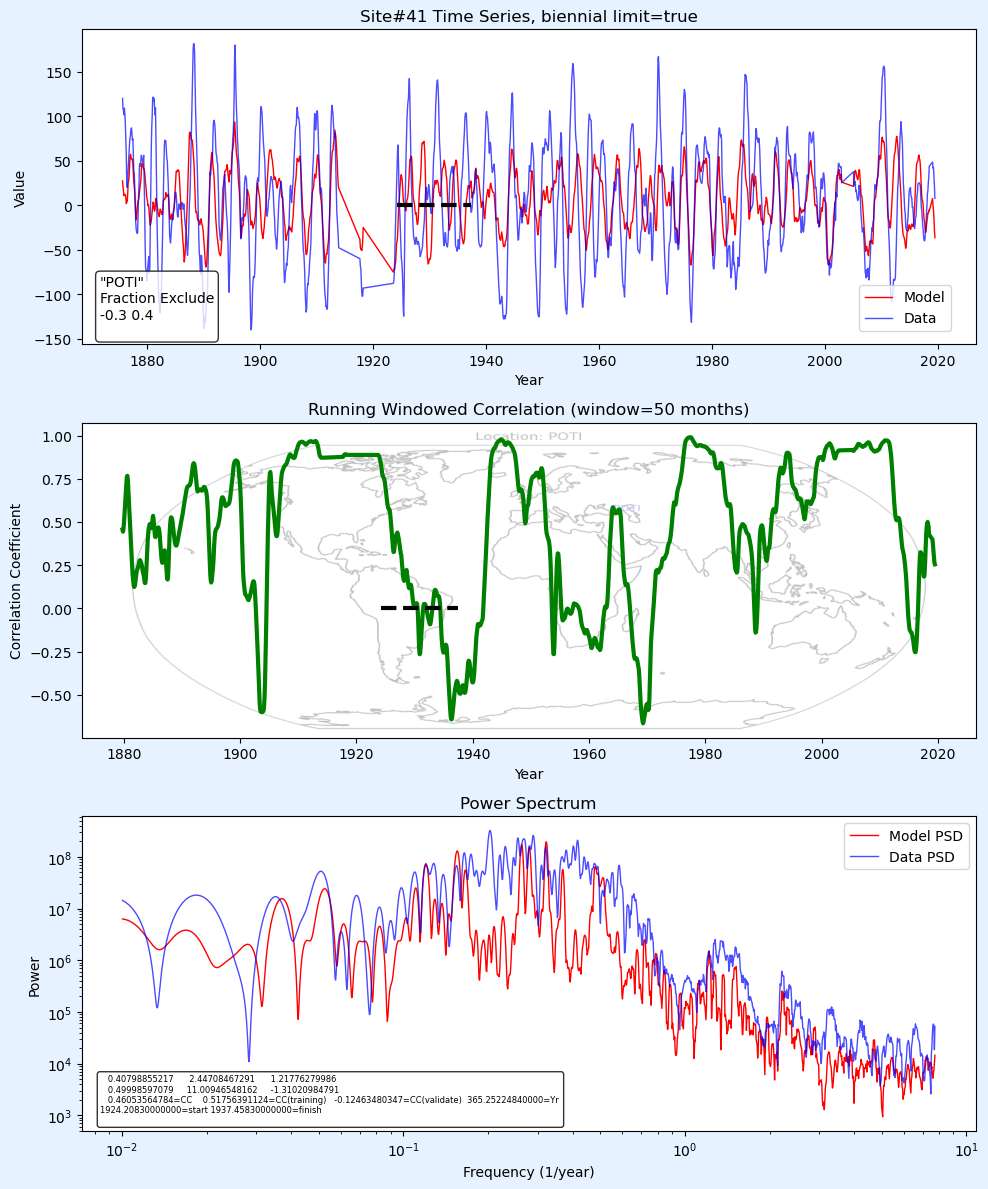 Site#41 Time Series, biennial limit=true
Value
150
100
50
0
−50
−100
−150
"POTI"
Fraction Exclude
-0.3 0.4
Model
Data
1880 1900 1920 1940 1960 1980 2000 2020
Year
Running Windowed Correlation (window=50 months)
Location: POTI
Correlation Coefficient
1.00
0.75
0.50
0.25
0.00
−0.25
−0.50
1880 1900 1920 1940 1960 1980 2000 2020
Year
Power Spectrum
Model PSD
Data PSD
Power
10⁸
10⁷
10⁶
10⁵
10⁴
10³
0.40798855217 2.44708467291 1.21776279986
0.49998597079 11.00946548162 -1.31020984791
0.46053564784=CC 0.51756391124=CC(training) -0.12463480347=CC(validate) 365.25224840000=Yr
1924.20830000000=start 1937.45830000000=finish
10⁻² 10⁻¹ 10⁰ 10¹
Frequency (1/year)